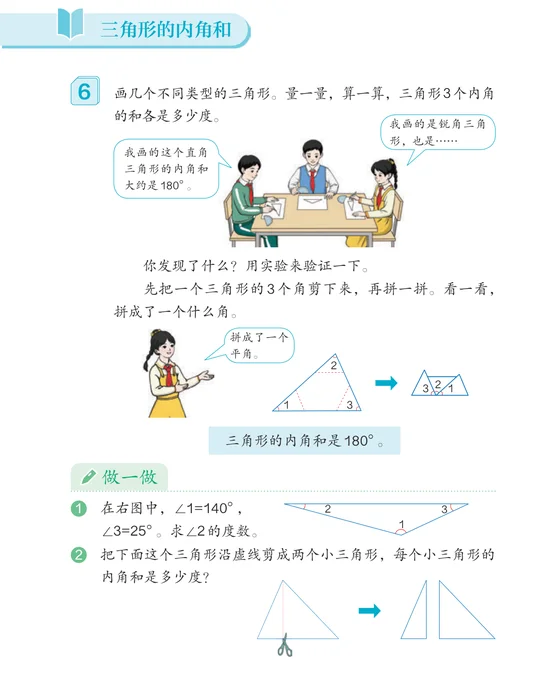 三角形的内角和
6 画几个不同类型的三角形。量一量，算一算，三角形3个内角
的和各是多少度。
我画的是锐角三角
形，也是……
我画的这个直角
三角形的内角和
大约是180°。
你发现了什么？用实验来验证一下。
先把一个三角形的3个角剪下来，再拼一拼。看一看，
拼成了一个什么角。
拼成了一个
平角。
2
1 3
3 2 1
三角形的内角和是180°。
做一做
1 在右图中，∠1=140°，
∠3=25°。求∠2的度数。
2 3
1
2 把下面这个三角形沿虚线剪成两个小三角形，每个小三角形的
内角和是多少度？